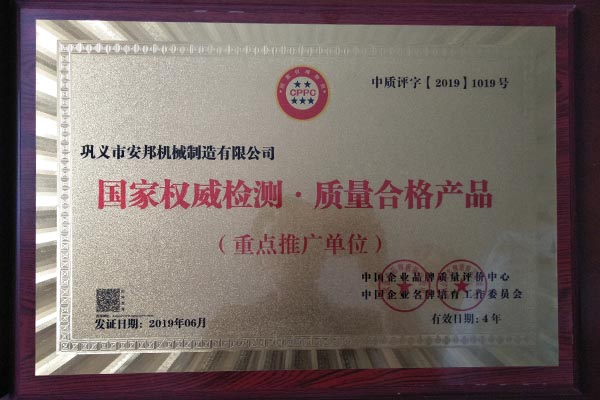 CPPC
中质评字【2019】1019号
巩义市安邦机械制造有限公司
国家权威检测·质量合格产品
（重点推广单位）
中国企业品牌质量评价中心
中国企业名牌培育工作委员会
发证日期：2019年06月
有效日期：4年